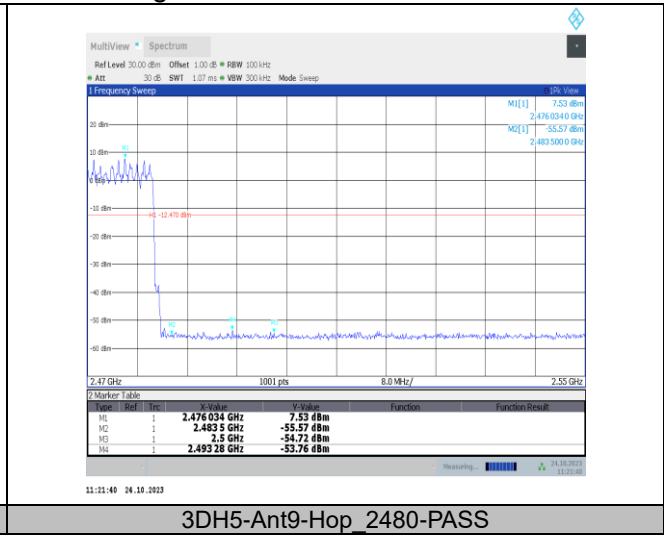 MultiView Spectrum
Ref Level 30.00 dBm Offset 1.00 dB RBW 100 kHz
Att 30 dB SWT 1.07 ms VBW 300 kHz Mode Sweep
1 Frequency Sweep 1Pk View
M1[1] 7.53 dBm
2.4760340 GHz
M2[1] -55.57 dBm
2.4835000 GHz
20 dBm
10 dBm
M1
0 dBm
-10 dBm
H1 -12.470 dBm
-20 dBm
-30 dBm
-40 dBm
-50 dBm
M2
-60 dBm
2.47 GHz 1001 pts 8.0 MHz/ 2.55 GHz
2 Marker Table
Type Ref Trc X-Value Y-Value Function Function Result
M1 1 2.476 034 GHz 7.53 dBm
M2 1 2.483 5 GHz -55.57 dBm
M3 1 2.5 GHz -54.72 dBm
M4 1 2.493 28 GHz -53.76 dBm
Measuring... 24.10.2023
11:21:40
11:21:40 24.10.2023
3DH5-Ant9-Hop_2480-PASS